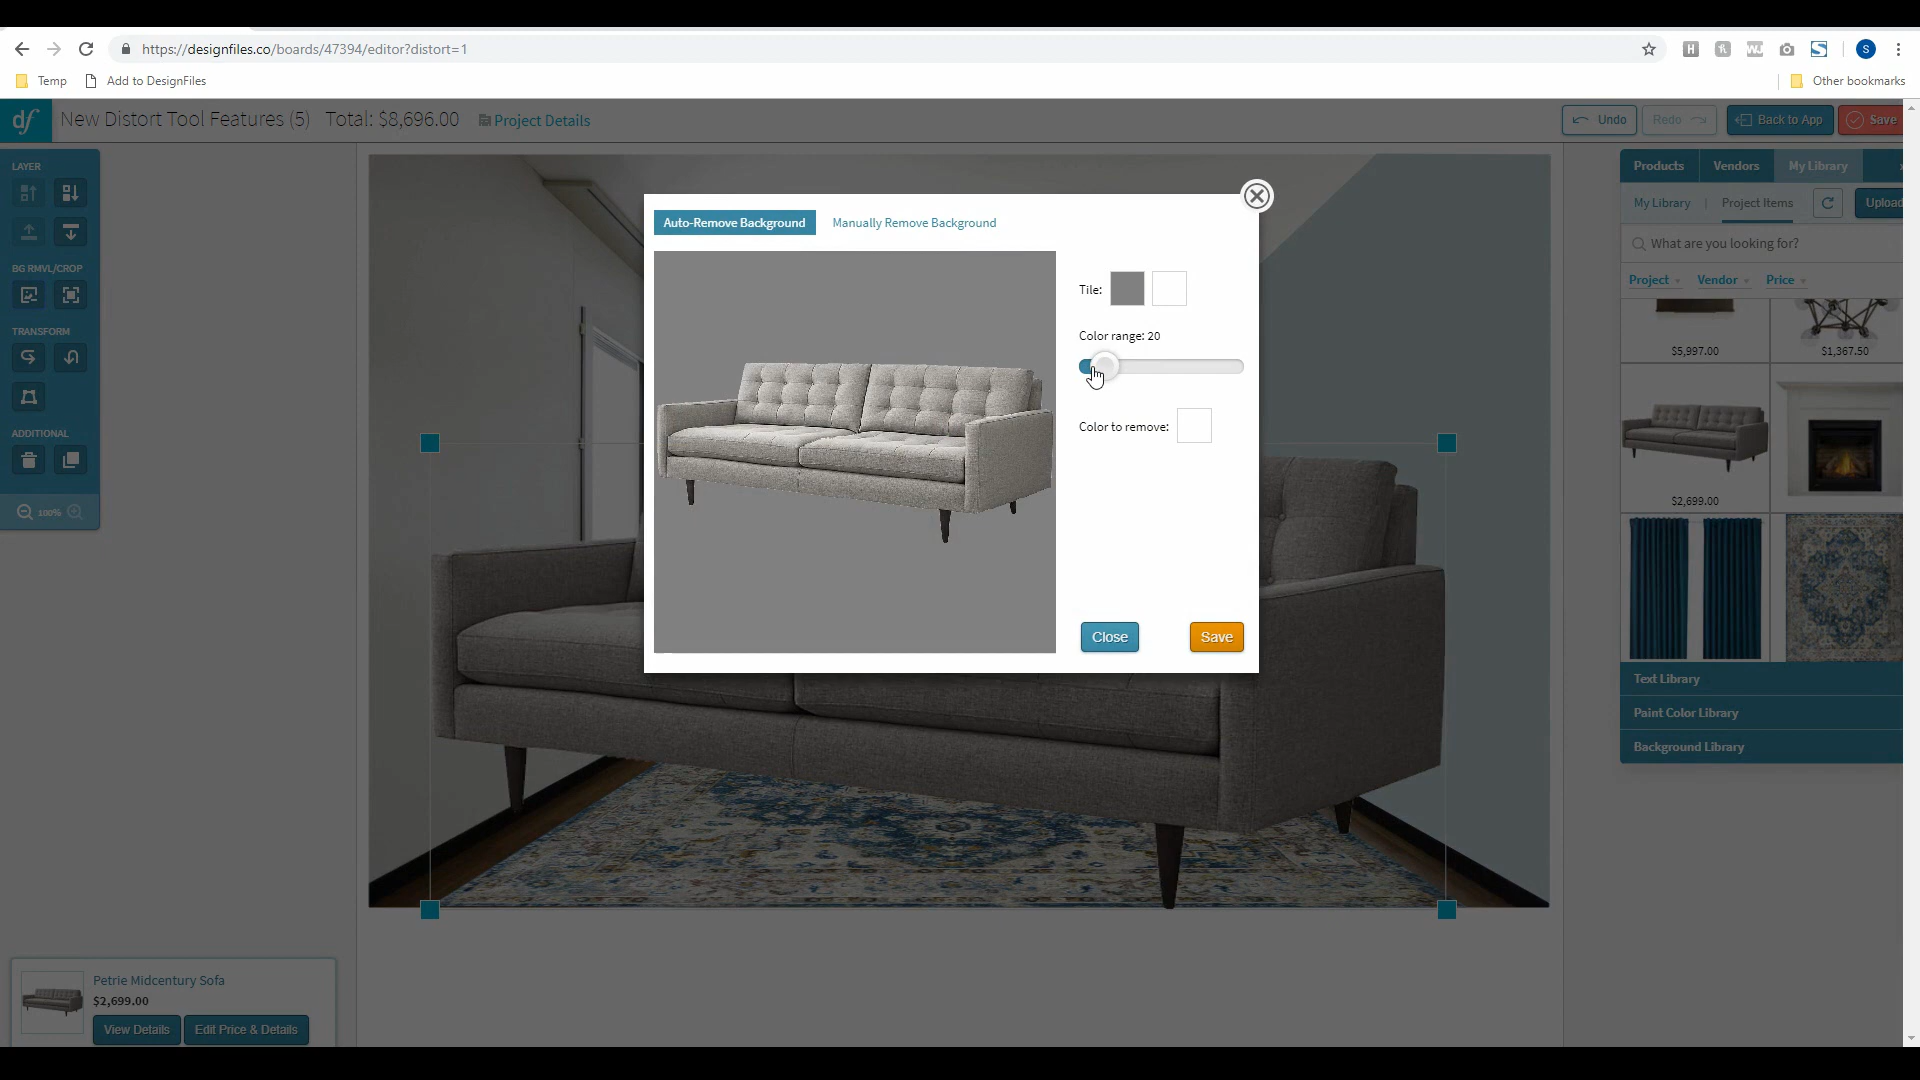 https://designfiles.co/boards/47394/editor?distort=1
H
WJ
S
S
Temp
Add to DesignFiles
Other bookmarks
df
New Distort Tool Features (5)
Total: $8,696.00
Project Details
Undo
Redo
Back to App
Save
LAYER
BG RMVL/CROP
TRANSFORM
ADDITIONAL
100%
Auto-Remove Background
Manually Remove Background
Tile:
Color range: 20
Color to remove:
Close
Save
Products
Vendors
My Library
My Library
Project Items
Upload
What are you looking for?
Project
Vendor
Price
$5,997.00
$1,367.50
$2,699.00
Text Library
Paint Color Library
Background Library
Petrie Midcentury Sofa
$2,699.00
View Details
Edit Price & Details